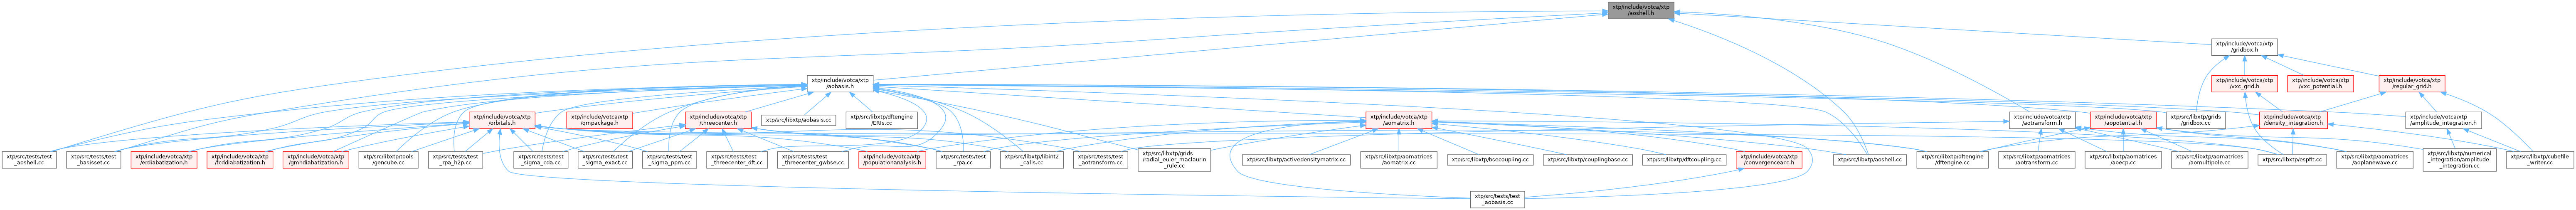 xtp/include/votca/xtp
/aoshell.h
xtp/include/votca/xtp
/gridbox.h
xtp/include/votca/xtp
/aobasis.h
xtp/include/votca/xtp
/vxc_grid.h
xtp/include/votca/xtp
/vxc_potential.h
xtp/include/votca/xtp
/regular_grid.h
xtp/include/votca/xtp
/orbitals.h
xtp/include/votca/xtp
/qmpackage.h
xtp/include/votca/xtp
/threecenter.h
xtp/src/libxtp/aobasis.cc
xtp/src/libxtp/dftengine
/ERIs.cc
xtp/include/votca/xtp
/aomatrix.h
xtp/include/votca/xtp
/aotransform.h
xtp/include/votca/xtp
/aopotential.h
xtp/src/libxtp/grids
/gridbox.cc
xtp/include/votca/xtp
/density_integration.h
xtp/include/votca/xtp
/amplitude_integration.h
xtp/src/tests/test
_aoshell.cc
xtp/src/tests/test
_basisset.cc
xtp/include/votca/xtp
/erdiabatization.h
xtp/include/votca/xtp
/fcddiabatization.h
xtp/include/votca/xtp
/gmhdiabatization.h
xtp/src/libxtp/tools
/gencube.cc
xtp/src/tests/test
_rpa_h2p.cc
xtp/src/tests/test
_sigma_cda.cc
xtp/src/tests/test
_sigma_exact.cc
xtp/src/tests/test
_sigma_ppm.cc
xtp/src/tests/test
_threecenter_dft.cc
xtp/src/tests/test
_threecenter_gwbse.cc
xtp/include/votca/xtp
/populationanalysis.h
xtp/src/tests/test
_rpa.cc
xtp/src/libxtp/libint2
_calls.cc
xtp/src/tests/test
_aotransform.cc
xtp/src/libxtp/grids
/radial_euler_maclaurin
_rule.cc
xtp/src/libxtp/activedensitymatrix.cc
xtp/src/libxtp/aomatrices
/aomatrix.cc
xtp/src/libxtp/bsecoupling.cc
xtp/src/libxtp/couplingbase.cc
xtp/src/libxtp/dftcoupling.cc
xtp/include/votca/xtp
/convergenceacc.h
xtp/src/libxtp/aoshell.cc
xtp/src/libxtp/dftengine
/dftengine.cc
xtp/src/libxtp/aomatrices
/aotransform.cc
xtp/src/libxtp/aomatrices
/aoecp.cc
xtp/src/libxtp/aomatrices
/aomultipole.cc
xtp/src/libxtp/espfit.cc
xtp/src/libxtp/aomatrices
/aoplanewave.cc
xtp/src/libxtp/numerical
_integration/amplitude
_integration.cc
xtp/src/libxtp/cubefile
_writer.cc
xtp/src/tests/test
_aobasis.cc